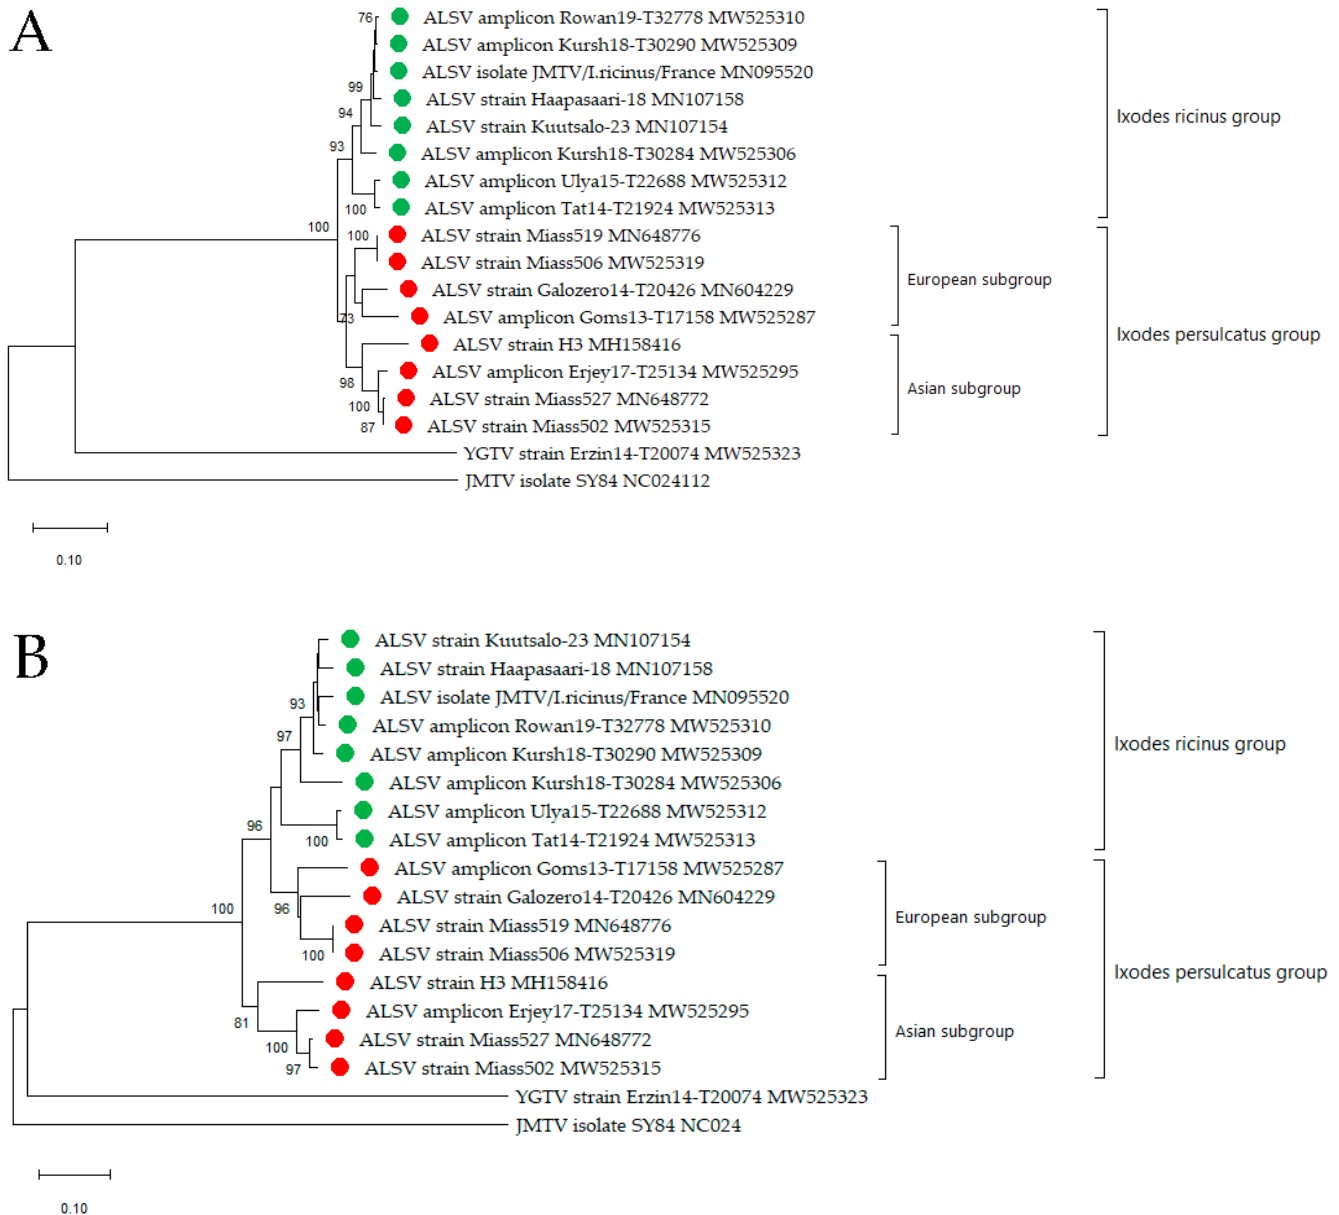 A
76
ALSV amplicon Rowan19-T32778 MW525310
ALSV amplicon Kursh18-T30290 MW525309
ALSV isolate JMTV/I.ricinus/France MN095520
99
ALSV strain Haapasaari-18 MN107158
94
ALSV strain Kuutsalo-23 MN107154
Ixodes ricinus group
93
ALSV amplicon Kursh18-T30284 MW525306
ALSV amplicon Ulya15-T22688 MW525312
100
ALSV amplicon Tat14-T21924 MW525313
100
100
ALSV strain Miass519 MN648776
ALSV strain Miass506 MW525319
European subgroup
ALSV strain Galozero14-T20426 MN604229
73
ALSV amplicon Goms13-T17158 MW525287
Ixodes persulcatus group
ALSV strain H3 MH158416
98
ALSV amplicon Erjey17-T25134 MW525295
Asian subgroup
100
ALSV strain Miass527 MN648772
87
ALSV strain Miass502 MW525315
YGTV strain Erzin14-T20074 MW525323
JMTV isolate SY84 NC024112
0.10
B
ALSV strain Kuutsalo-23 MN107154
ALSV strain Haapasaari-18 MN107158
ALSV isolate JMTV/I.ricinus/France MN095520
93
ALSV amplicon Rowan19-T32778 MW525310
97
ALSV amplicon Kursh18-T30290 MW525309
Ixodes ricinus group
ALSV amplicon Kursh18-T30284 MW525306
ALSV amplicon Ulya15-T22688 MW525312
96
100
ALSV amplicon Tat14-T21924 MW525313
ALSV amplicon Goms13-T17158 MW525287
100
96
ALSV strain Galozero14-T20426 MN604229
European subgroup
ALSV strain Miass519 MN648776
100
ALSV strain Miass506 MW525319
Ixodes persulcatus group
ALSV strain H3 MH158416
81
ALSV amplicon Erjey17-T25134 MW525295
Asian subgroup
100
ALSV strain Miass527 MN648772
97
ALSV strain Miass502 MW525315
YGTV strain Erzin14-T20074 MW525323
JMTV isolate SY84 NC024
0.10